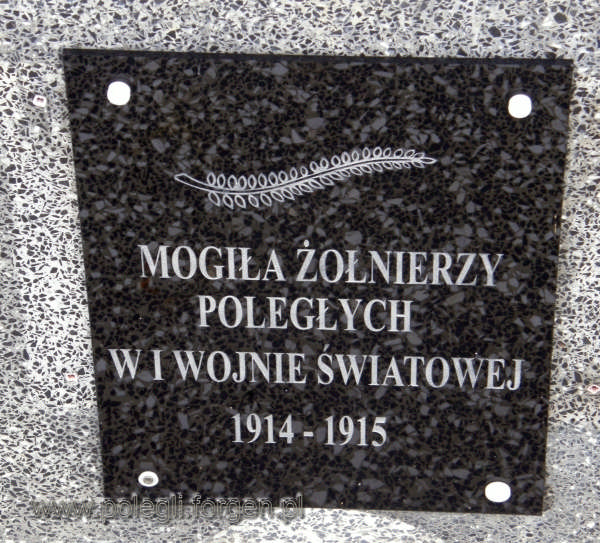 MOGIŁA ŻOŁNIERZY
POLEGŁYCH
W I WOJNIE ŚWIATOWEJ
1914 - 1915
www.polegli.forgen.pl